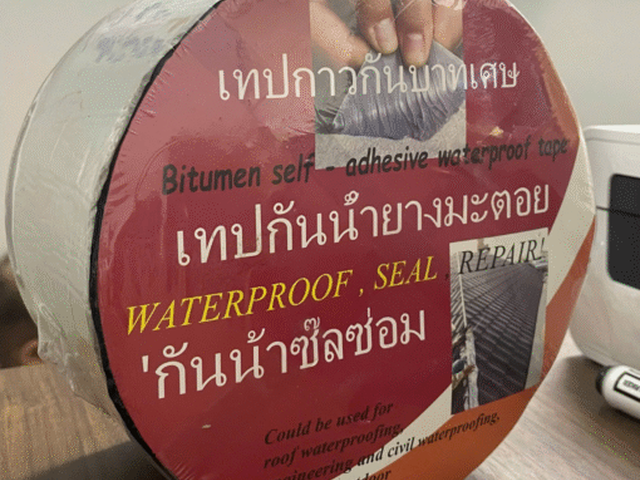 เทปกาวกันบาทเศษ
Bitumen self - adhesive waterproof tape
เทปกันน้ำยางมะตอย
WATERPROOF , SEAL , REPAIR!
'กันน้าซ๊ลซ่อม
Could be used for
roof waterproofing,
and civil waterproofing,